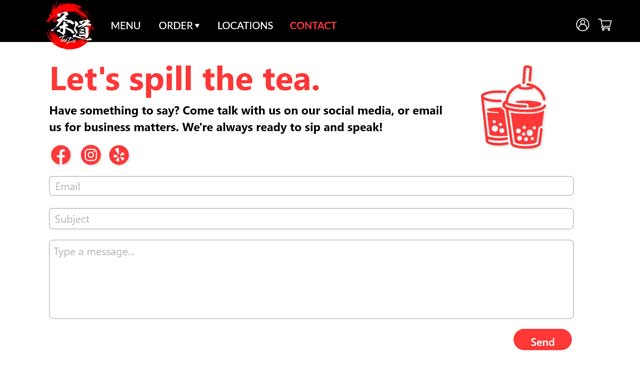 茶道
MENU
ORDER
LOCATIONS
CONTACT
Let's spill the tea.
Have something to say? Come talk with us on our social media, or email
us for business matters. We're always ready to sip and speak!
Email
Subject
Type a message...
Send